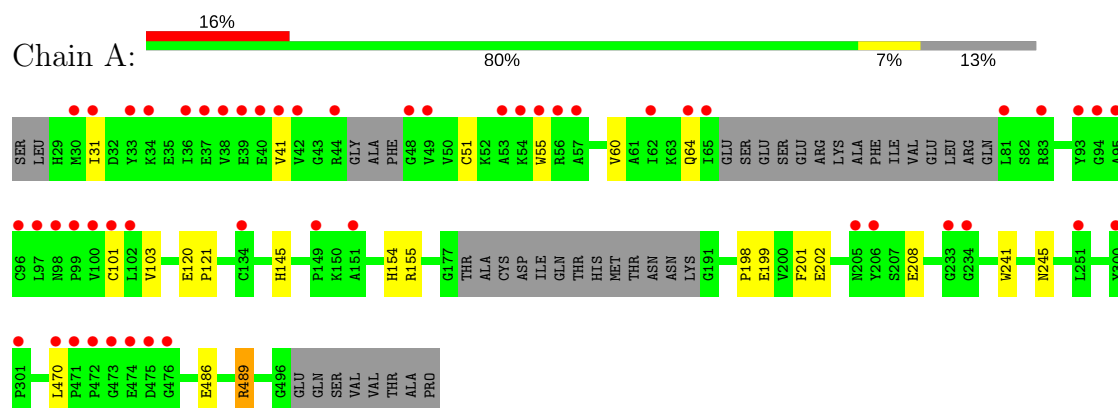 16%
Chain A:
80% 7% 13%
SER LEU H29 M30 I31 D32 Y33 K34 E35 I36 E37 V38 E39 E40 V41 V42 G43 R44 GLY ALA PHE G48 V49 V50 C51 K52 A53 K54 W55 R56 A57 V60 A61 I62 K63 Q64 I65 GLU SER GLU SER GLU ARG LYS ALA PHE ILE VAL GLU LEU ARG GLN L81 S82 R83 Y93 G94 A95
C96 L97 N98 P99 V100 C101 L102 V103 E120 P121 C134 H145 P149 K150 A151 H154 R155 G177 THR ALA CYS ASP ILE GLN THR HIS MET THR ASN ASN LYS G191 P198 E199 V200 F201 E202 N205 Y206 S207 E208 G233 G234 W241 N245 L251 Y300
P301 L470 P471 P472 G473 E474 D475 G476 E486 R489 G496 GLU GLN SER VAL VAL THR ALA PRO